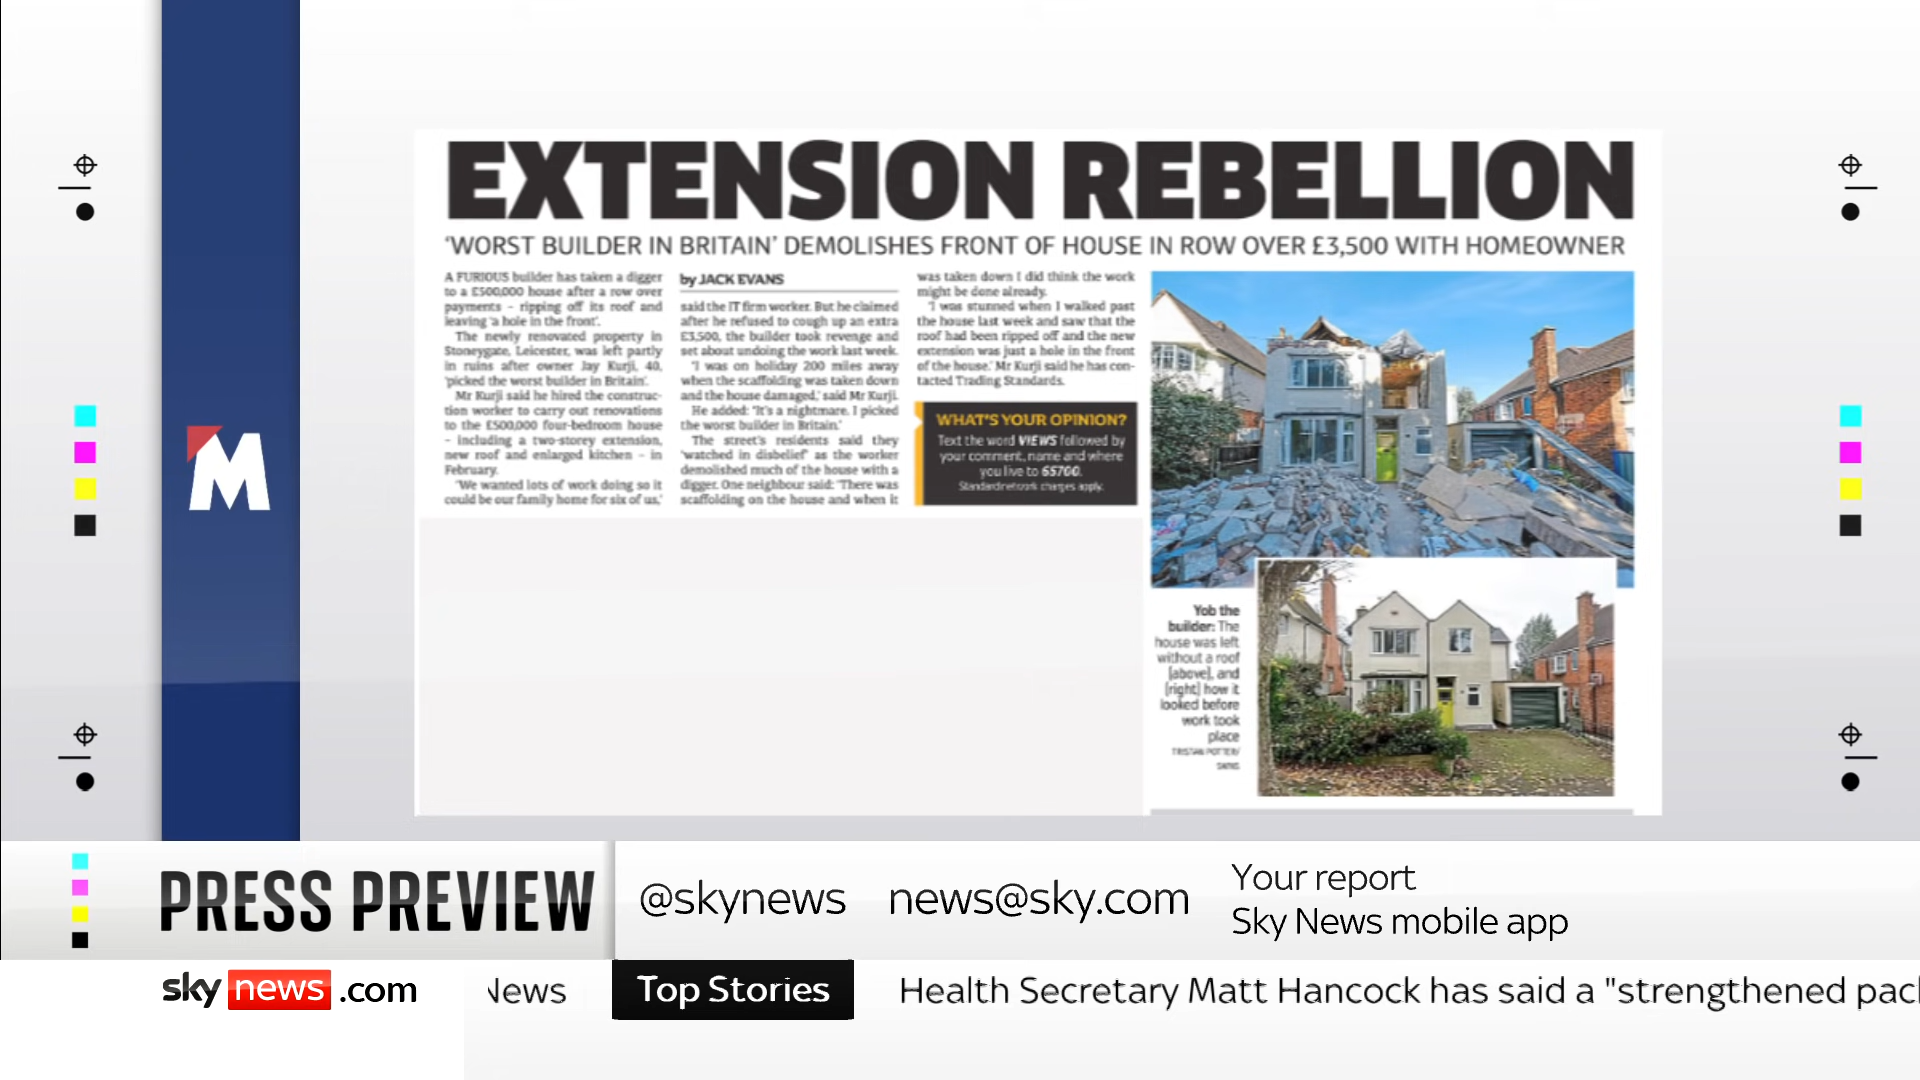 EXTENSION REBELLION
‘WORST BUILDER IN BRITAIN’ DEMOLISHES FRONT OF HOUSE IN ROW OVER £3,500 WITH HOMEOWNER
A FURIOUS builder has taken a digger
to a £500,000 house after a row over
payments – ripping off its roof and
leaving ‘a hole in the front’.
The newly renovated property in
Stoneygate, Leicester, was left partly
in ruins after owner Jay Kurji, 40,
‘picked the worst builder in Britain’.
Mr Kurji said he hired the construc-
tion worker to carry out renovations
to the £500,000 four-bedroom house
– including a two-storey extension,
new roof and enlarged kitchen – in
February.
‘We wanted lots of work doing so it
could be our family home for six of us,’
by JACK EVANS
said the IT firm worker. But he claimed
after he refused to cough up an extra
£3,500, the builder took revenge and
set about undoing the work last week.
‘I was on holiday 200 miles away
when the scaffolding was taken down
and the house damaged,’ said Mr Kurji.
He added: ‘It’s a nightmare. I picked
the worst builder in Britain.’
The street’s residents said they
‘watched in disbelief’ as the worker
demolished much of the house with a
digger. One neighbour said: ‘There was
scaffolding on the house and when it
was taken down I did think the work
might be done already.
‘I was stunned when I walked past
the house last week and saw that the
roof had been ripped off and the new
extension was just a hole in the front
of the house.’ Mr Kurji said he has con-
tacted Trading Standards.
WHAT’S YOUR OPINION?
Text the word VIEWS followed by
your comment, name and where
you live to 65700.
Standard network charges apply.
Yob the
builder: The
house was left
without a roof
[above], and
[right] how it
looked before
work took
place
TRISTAN POTTER/
SWNS
M
PRESS PREVIEW
@skynews news@sky.com
Your report
Sky News mobile app
sky news .com
News Top Stories Health Secretary Matt Hancock has said a "strengthened pac